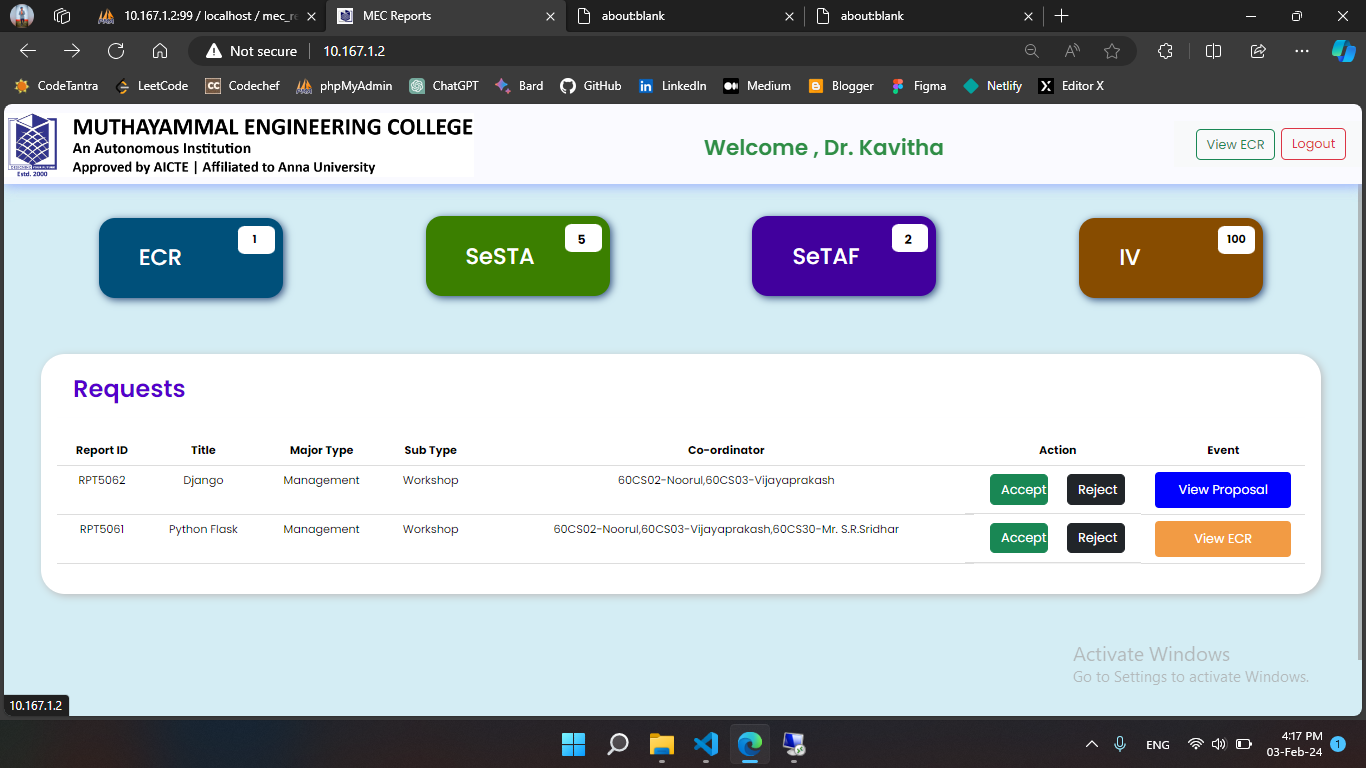 10.167.1.2:99 / localhost / mec_re
MEC Reports
about:blank
about:blank
Not secure
10.167.1.2
CodeTantra
LeetCode
Codechef
phpMyAdmin
ChatGPT
Bard
GitHub
LinkedIn
Medium
Blogger
Figma
Netlify
Editor X
MUTHAYAMMAL ENGINEERING COLLEGE
An Autonomous Institution
Approved by AICTE | Affiliated to Anna University
Estd. 2000
Welcome , Dr. Kavitha
View ECR
Logout
ECR
1
SeSTA
5
SeTAF
2
IV
100
Requests
Report ID Title Major Type Sub Type Co-ordinator Action Event
RPT5062 Django Management Workshop 60CS02-Noorul,60CS03-Vijayaprakash Accept Reject View Proposal
RPT5061 Python Flask Management Workshop 60CS02-Noorul,60CS03-Vijayaprakash,60CS30-Mr. S.R.Sridhar Accept Reject View ECR
Activate Windows
Go to Settings to activate Windows.
10.167.1.2
ENG
4:17 PM
03-Feb-24
1